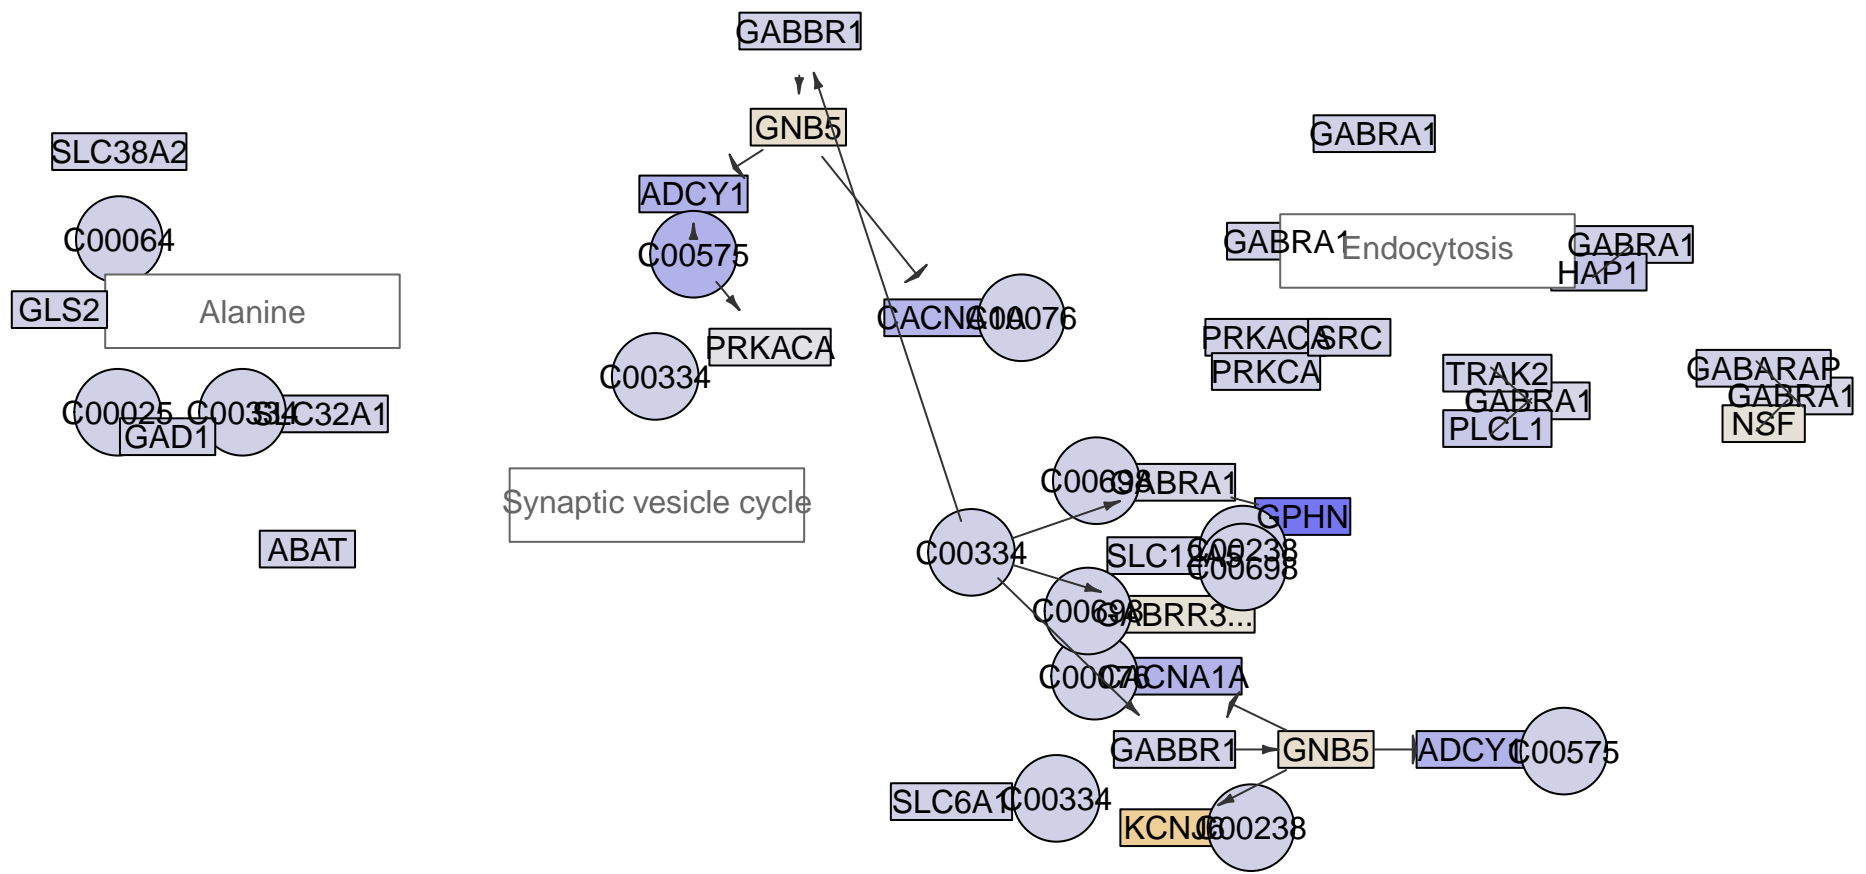 GABBR1
GNB5
GABRA1
SLC38A2
ADCY1
C00064
C00575
GABRA1
Endocytosis
GABRA1
HAP1
GLS2
Alanine
CACNA1A
C00076
PRKACA
PRKACA
SRC
C00334
PRKCA
TRAK2
GABARAP
GABRA1
GABRA1
C00025
C00334
SLC32A1
GAD1
PLCL1
NSF
C00698
GABRA1
Synaptic vesicle cycle
GPHN
ABAT
C00334
SLC12A5
C00238
C00698
C00698
GABRR3...
C00076
CACNA1A
GABBR1
GNB5
ADCY1
C00575
SLC6A1
C00334
KCNJ6
C00238